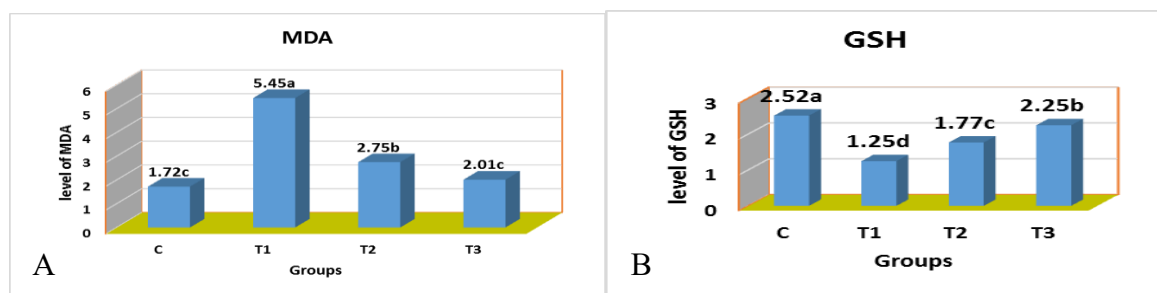 MDA
level of MDA
6
5
4
3
2
1
0
1.72c
5.45a
2.75b
2.01c
C T1 T2 T3
Groups
A
GSH
level of GSH
3
2
1
0
2.52a
1.25d
1.77c
2.25b
C T1 T2 T3
Groups
B